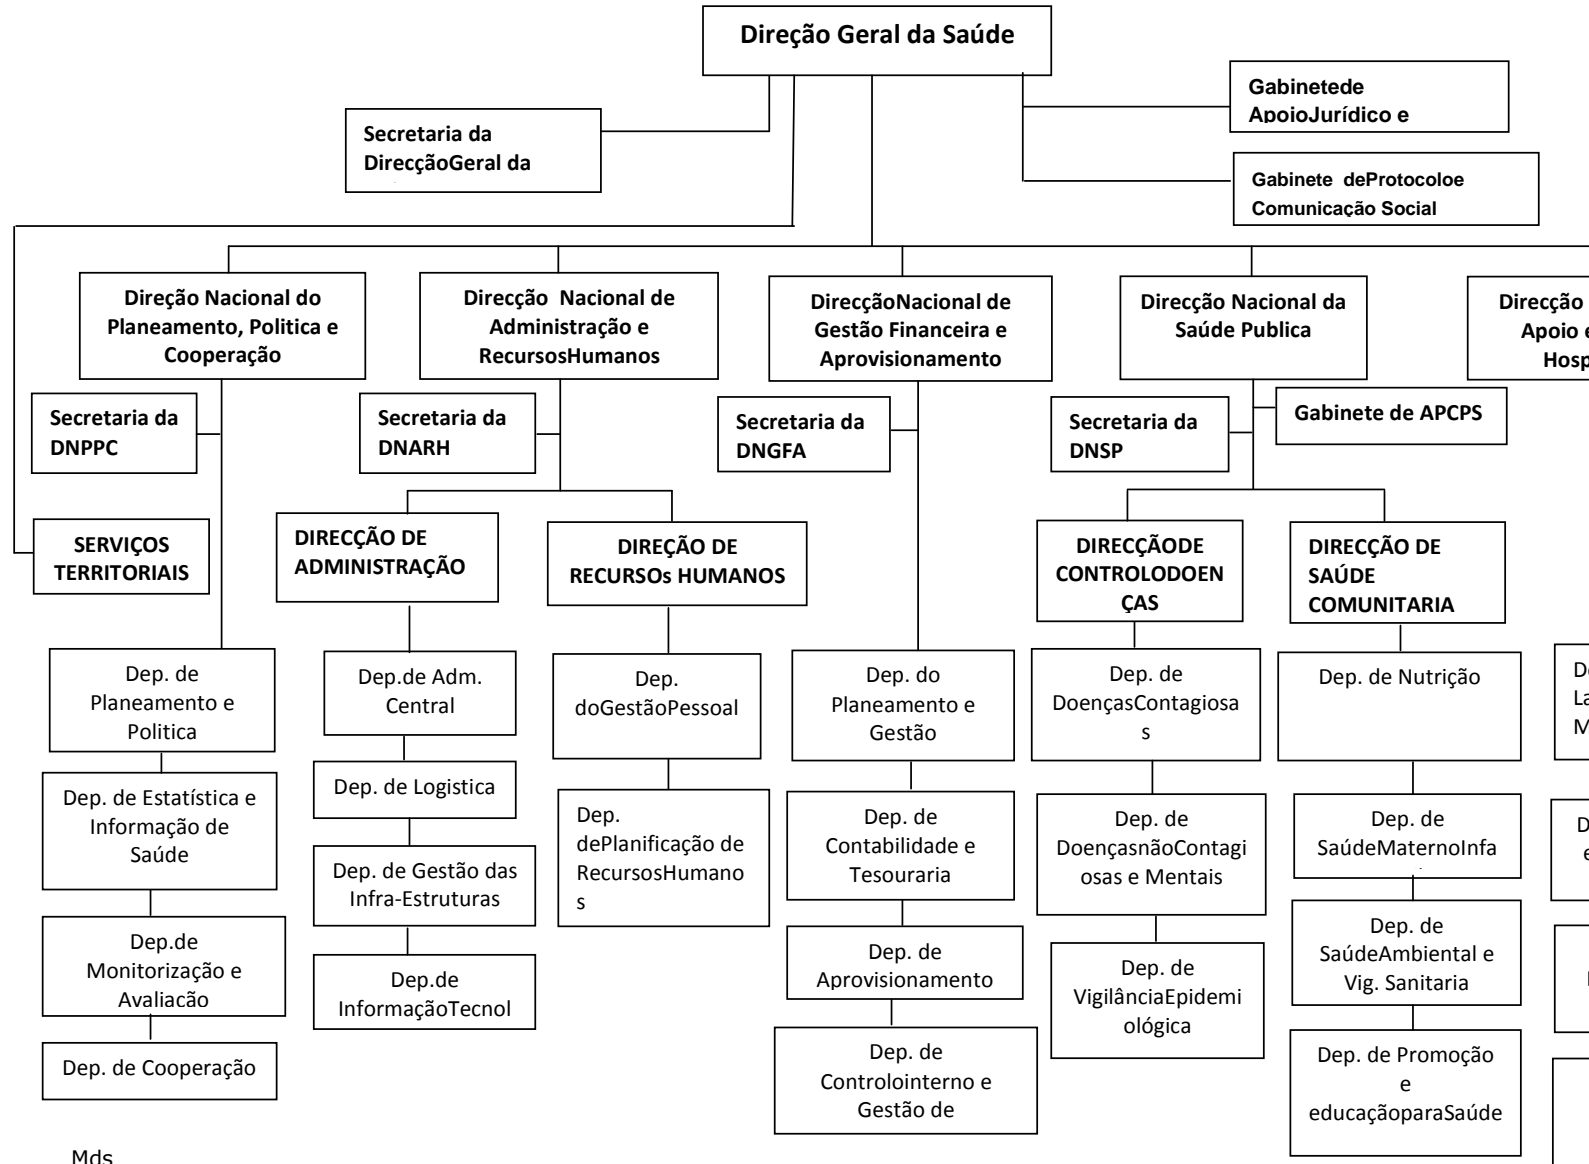 Direção Geral da Saúde
Gabinetede
ApoioJurídico e
Secretaria da
DirecçãoGeral da
Gabinete deProtocoloe
Comunicação Social
Direção Nacional do
Planeamento, Politica e
Cooperação
Direcção Nacional de
Administração e
RecursosHumanos
DirecçãoNacional de
Gestão Financeira e
Aprovisionamento
Direcção Nacional da
Saúde Publica
Direcção
Apoio e
Hosp
Secretaria da
DNPPC
Secretaria da
DNARH
Secretaria da
DNGFA
Secretaria da
DNSP
Gabinete de APCPS
SERVIÇOS
TERRITORIAIS
DIRECÇÃO DE
ADMINISTRAÇÃO
DIREÇÃO DE
RECURSOs HUMANOS
DIRECÇÃODE
CONTROLODOEN
ÇAS
DIRECÇÃO DE
SAÚDE
COMUNITARIA
Dep. de
Planeamento e
Politica
Dep. de Estatística e
Informação de
Saúde
Dep.de
Monitorização e
Avaliacão
Dep. de Cooperação
Dep.de Adm.
Central
Dep. de Logistica
Dep. de Gestão das
Infra-Estruturas
Dep.de
InformaçãoTecnol
Dep.
doGestãoPessoal
Dep.
dePlanificação de
RecursosHumano
s
Dep. do
Planeamento e
Gestão
Dep. de
Contabilidade e
Tesouraria
Dep. de
Aprovisionamento
Dep. de
Controlointerno e
Gestão de
Dep. de
DoençasContagiosa
s
Dep. de
DoençasnãoContagi
osas e Mentais
Dep. de
VigilânciaEpidemi
ológica
Dep. de Nutrição
Dep. de
SaúdeMaternoInfa
Dep. de
SaúdeAmbiental e
Vig. Sanitaria
Dep. de Promoção
e
educaçãoparaSaúde
Mds